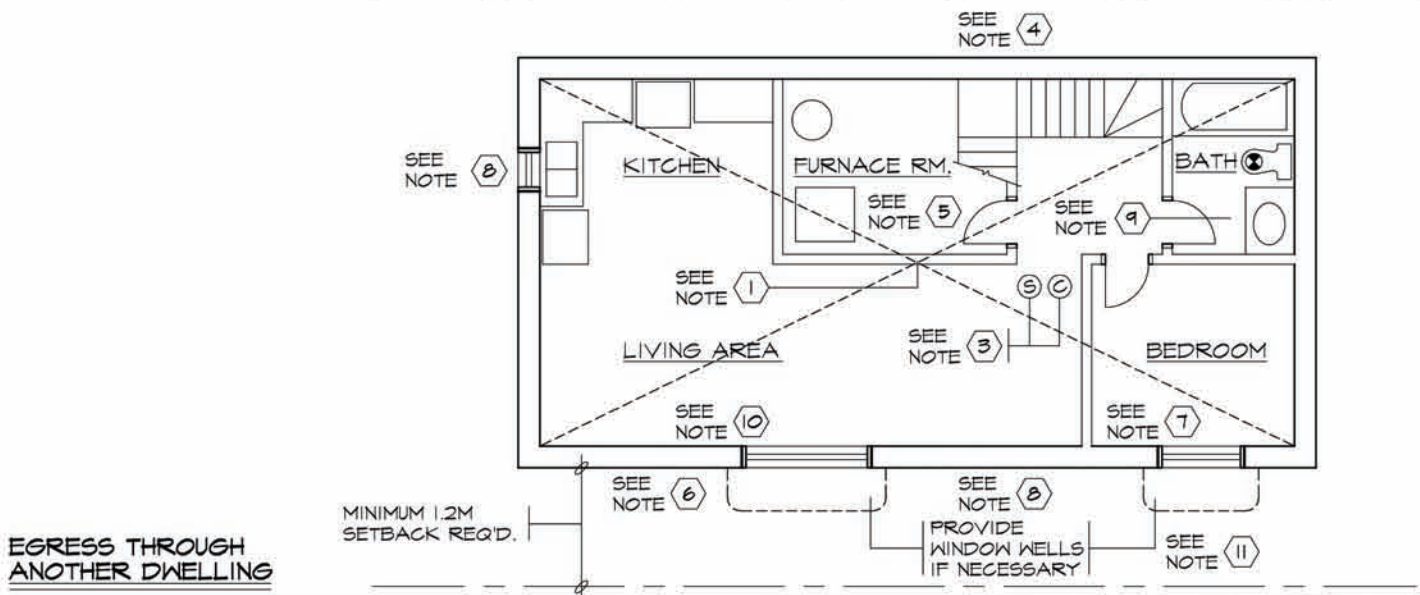 SEE
NOTE 4
SEE
NOTE 8
KITCHEN
FURNACE RM.
BATH
SEE
NOTE 5
SEE
NOTE 9
SEE
NOTE 1
S C
SEE
NOTE 3
LIVING AREA
BEDROOM
SEE
NOTE 10
SEE
NOTE 7
SEE
NOTE 6
SEE
NOTE 8
MINIMUM 1.2M
SETBACK REQ'D.
PROVIDE
WINDOW WELLS
IF NECESSARY
SEE
NOTE 11
EGRESS THROUGH
ANOTHER DWELLING